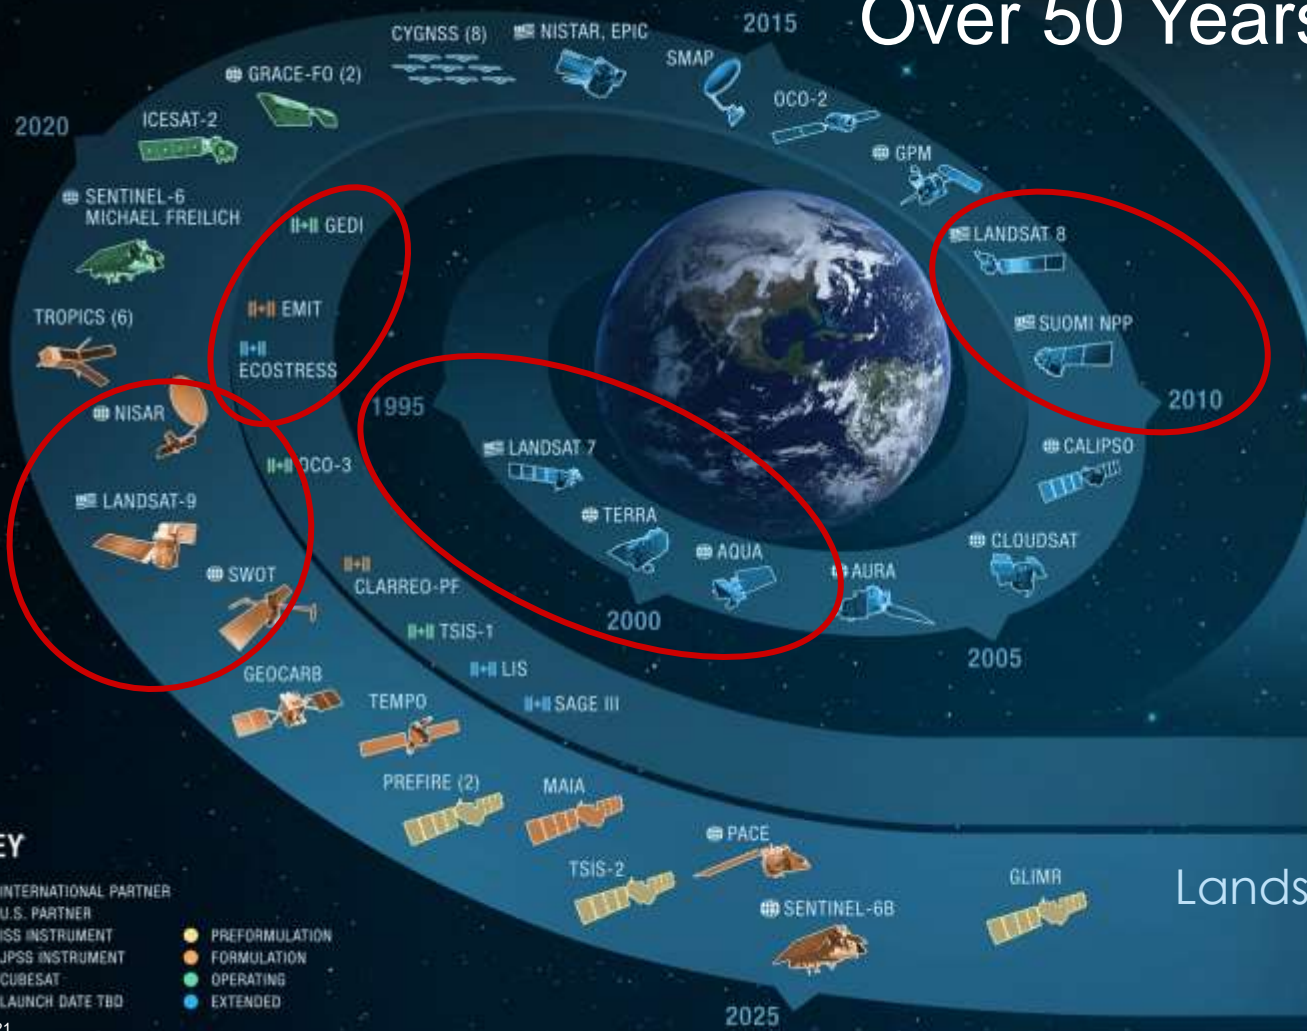 Over 50 Years
2015
CYGNSS (8)
NISTAR, EPIC
SMAP
GRACE-FO (2)
OCO-2
ICESAT-2
2020
GPM
SENTINEL-6
MICHAEL FREILICH
GEDI
LANDSAT 8
EMIT
TROPICS (6)
SUOMI NPP
ECOSTRESS
1995
2010
NISAR
LANDSAT 7
CALIPSO
OCO-3
LANDSAT-9
TERRA
AQUA
CLOUDSAT
SWOT
AURA
CLARREO-PF
2000
TSIS-1
2005
LIS
GEOCARB
TEMPO
SAGE III
PREFIRE (2)
MAIA
PACE
TSIS-2
GLIMR
Lands
SENTINEL-6B
EY
INTERNATIONAL PARTNER
U.S. PARTNER
ISS INSTRUMENT
JPSS INSTRUMENT
CUBESAT
LAUNCH DATE TBD
PREFORMULATION
FORMULATION
OPERATING
EXTENDED
2025
21